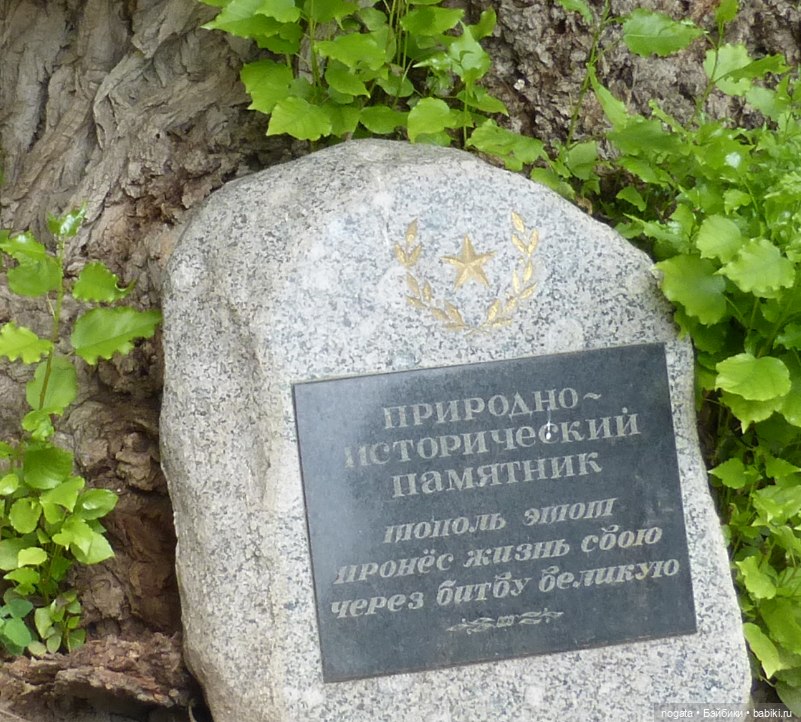 ПРИРОДНО~
ИСТОРИЧЕСКИЙ
ПАМЯТНИК
тополь этот
пронёс жизнь свою
через битву великую
nogata • Бэйбики • babiki.ru